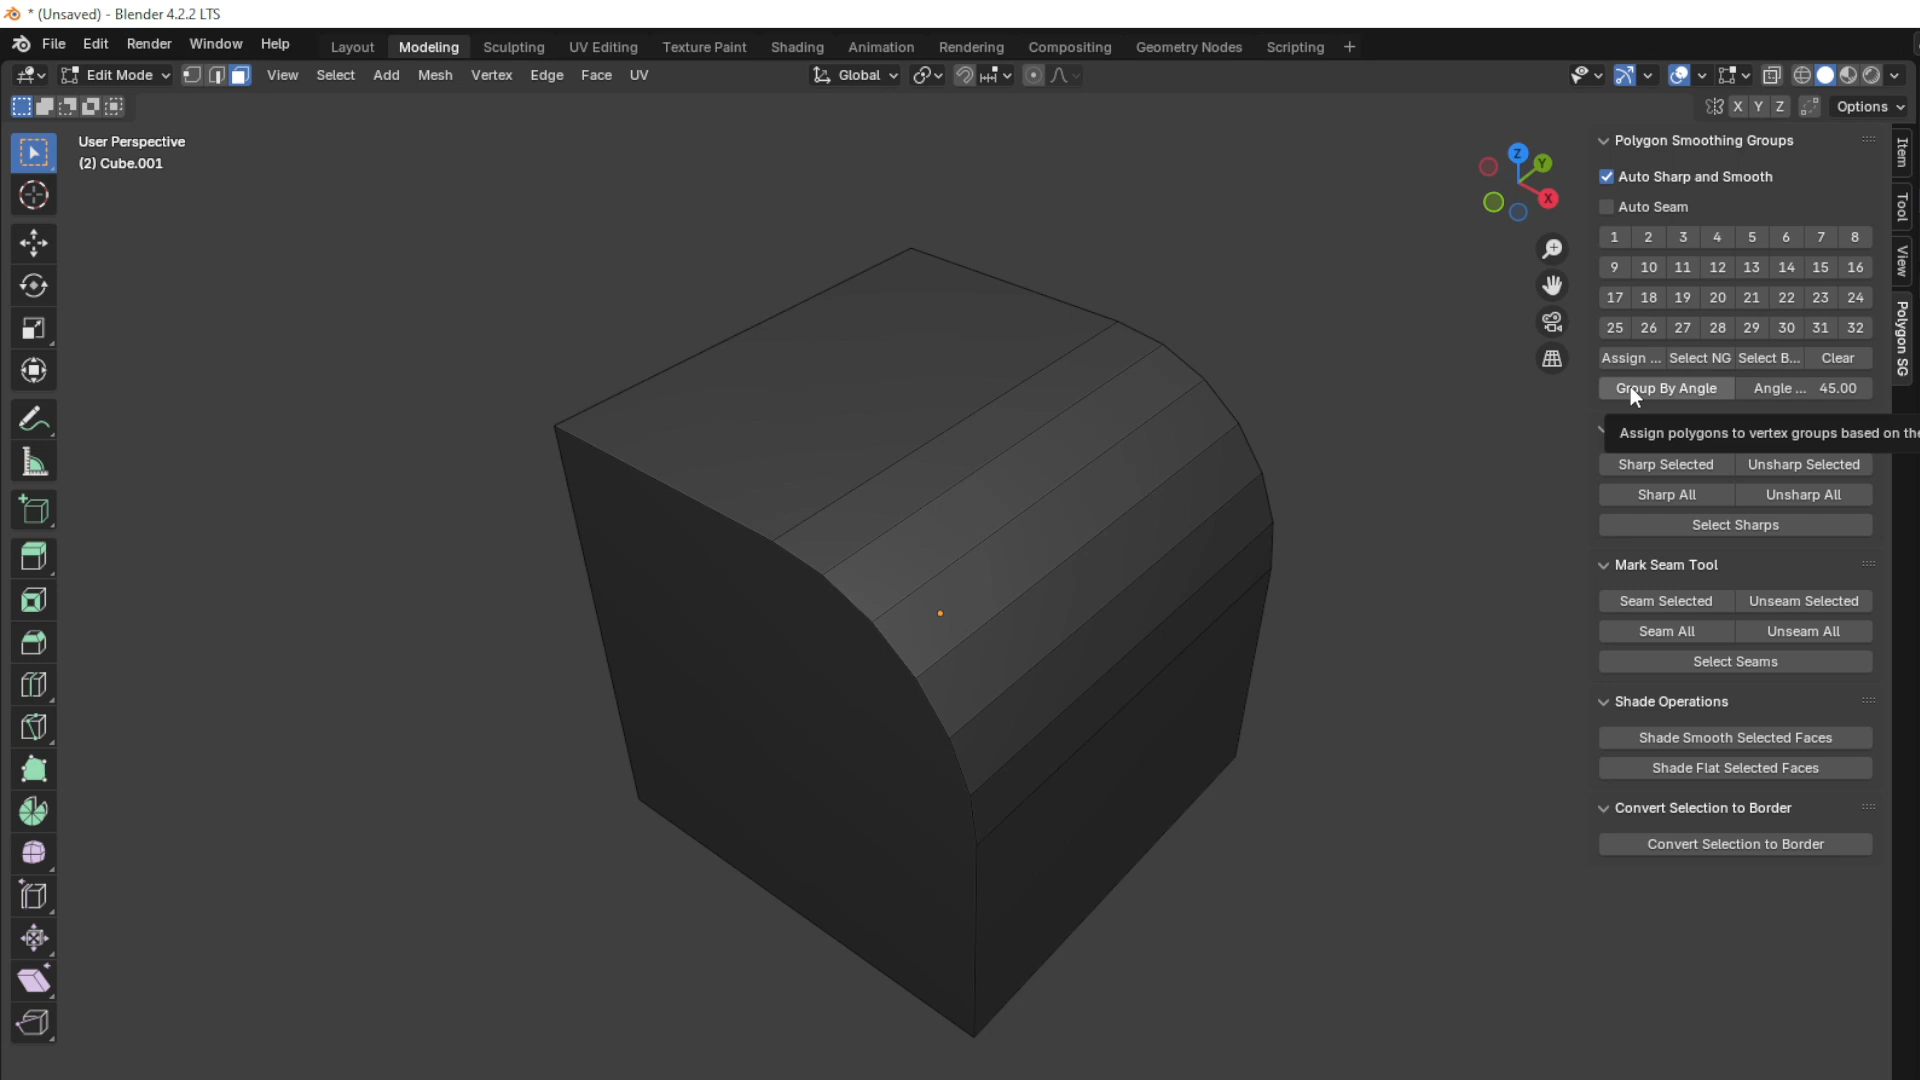 * (Unsaved) - Blender 4.2.2 LTS
File Edit Render Window Help Layout Modeling Sculpting UV Editing Texture Paint Shading Animation Rendering Compositing Geometry Nodes Scripting +
Edit Mode View Select Add Mesh Vertex Edge Face UV Global
X Y Z Options
User Perspective
(2) Cube.001
Z Y X
Polygon Smoothing Groups
Auto Sharp and Smooth
Auto Seam
1 2 3 4 5 6 7 8
9 10 11 12 13 14 15 16
17 18 19 20 21 22 23 24
25 26 27 28 29 30 31 32
Assign ... Select NG Select B... Clear
Group By Angle Angle ... 45.00
Assign polygons to vertex groups based on the
Sharp Selected Unsharp Selected
Sharp All Unsharp All
Select Sharps
Mark Seam Tool
Seam Selected Unseam Selected
Seam All Unseam All
Select Seams
Shade Operations
Shade Smooth Selected Faces
Shade Flat Selected Faces
Convert Selection to Border
Convert Selection to Border
Item
Tool
View
Polygon SG